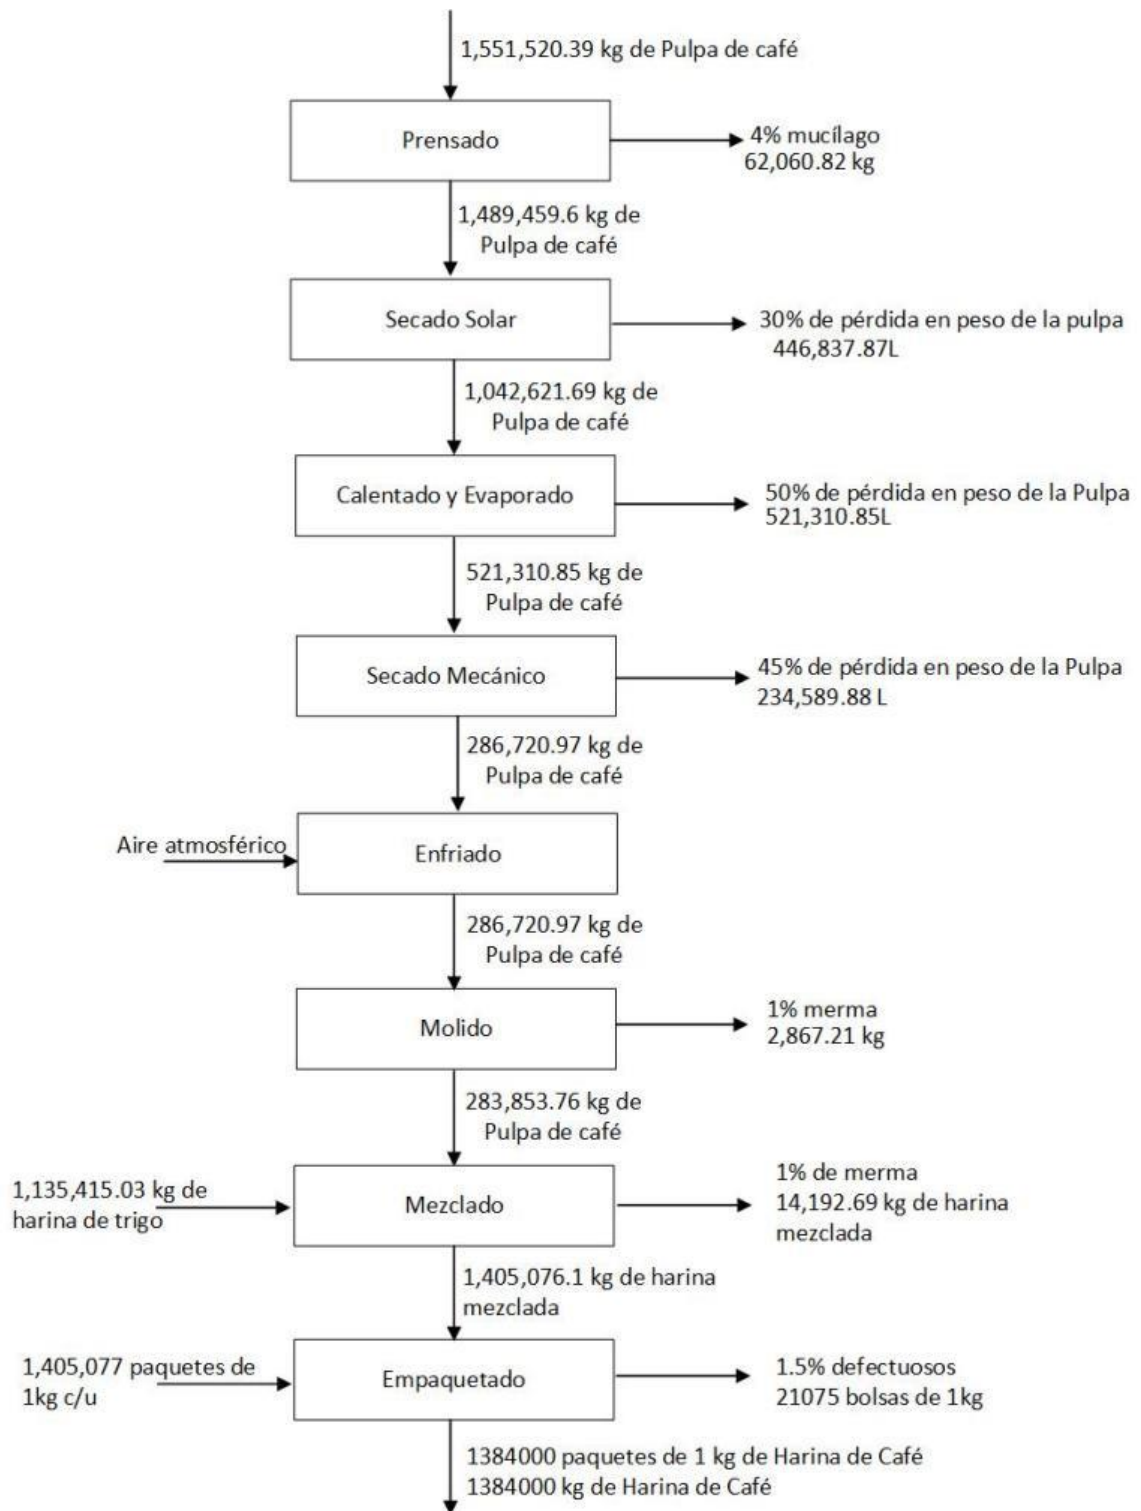 1,551,520.39 kg de Pulpa de café
Prensado
4% mucílago
62,060.82 kg
1,489,459.6 kg de
Pulpa de café
Secado Solar
30% de pérdida en peso de la pulpa
446,837.87L
1,042,621.69 kg de
Pulpa de café
Calentado y Evaporado
50% de pérdida en peso de la Pulpa
521,310.85L
521,310.85 kg de
Pulpa de café
Secado Mecánico
45% de pérdida en peso de la Pulpa
234,589.88 L
286,720.97 kg de
Pulpa de café
Aire atmosférico
Enfriado
286,720.97 kg de
Pulpa de café
Molido
1% merma
2,867.21 kg
283,853.76 kg de
Pulpa de café
1,135,415.03 kg de
harina de trigo
Mezclado
1% de merma
14,192.69 kg de harina
mezclada
1,405,076.1 kg de harina
mezclada
1,405,077 paquetes de
1kg c/u
Empaquetado
1.5% defectuosos
21075 bolsas de 1kg
1384000 paquetes de 1 kg de Harina de Café
1384000 kg de Harina de Café